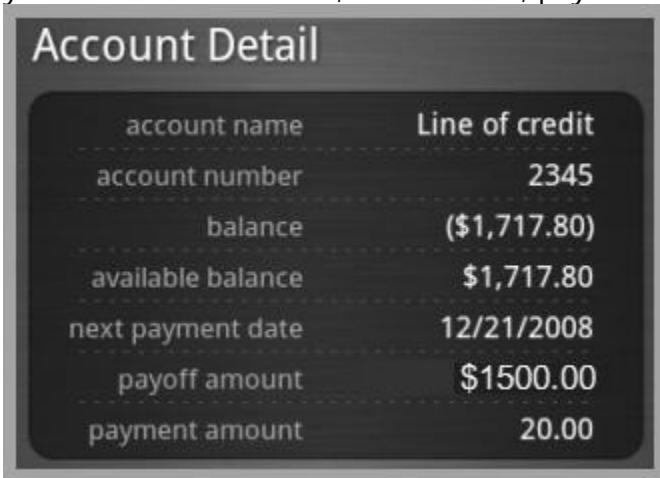 Account Detail
account name Line of credit
account number 2345
balance ($1,717.80)
available balance $1,717.80
next payment date 12/21/2008
payoff amount $1500.00
payment amount 20.00